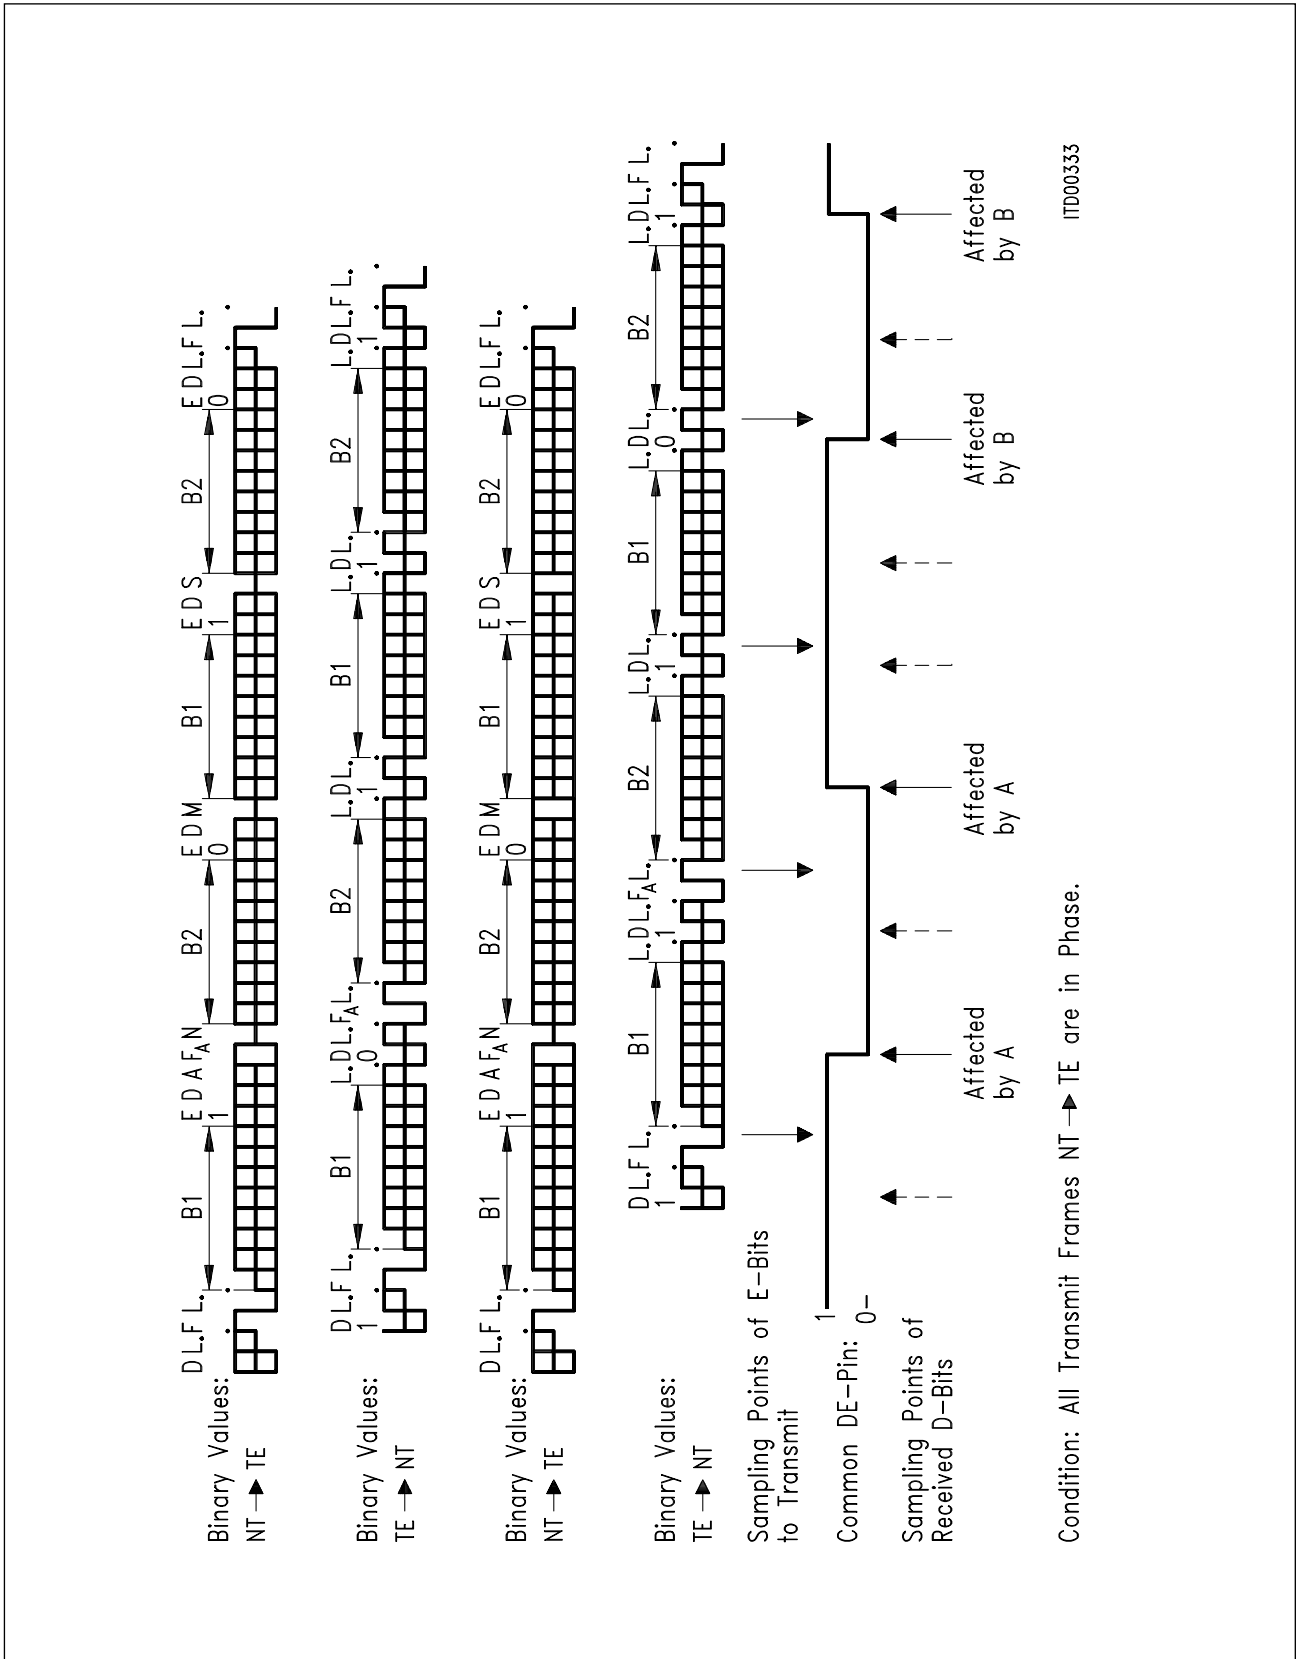 D L. F L. B1 E D A F_A N B2 E D M B1 E D S B2 E D L. F L.
1 0 1 0
Binary Values:
NT → TE
D L. F L. B1 L. D L. F_A L. B2 L. D L. B1 L. D L. B2 L. D L. F L.
1 0 1 1 1
Binary Values:
TE → NT
D L. F L. B1 E D A F_A N B2 E D M B1 E D S B2 E D L. F L.
1 0 1 0
Binary Values:
NT → TE
D L. F L. B1 L. D L. F_A L. B2 L. D L. B1 L. D L. B2 L. D L. F L.
1 1 1 0 1
Binary Values:
TE → NT
Sampling Points of E-Bits
to Transmit
Common DE-Pin: 1
0-
Sampling Points of
Received D-Bits
Affected
by A
Affected
by A
Affected
by B
Affected
by B
Condition: All Transmit Frames NT → TE are in Phase.
ITD00333